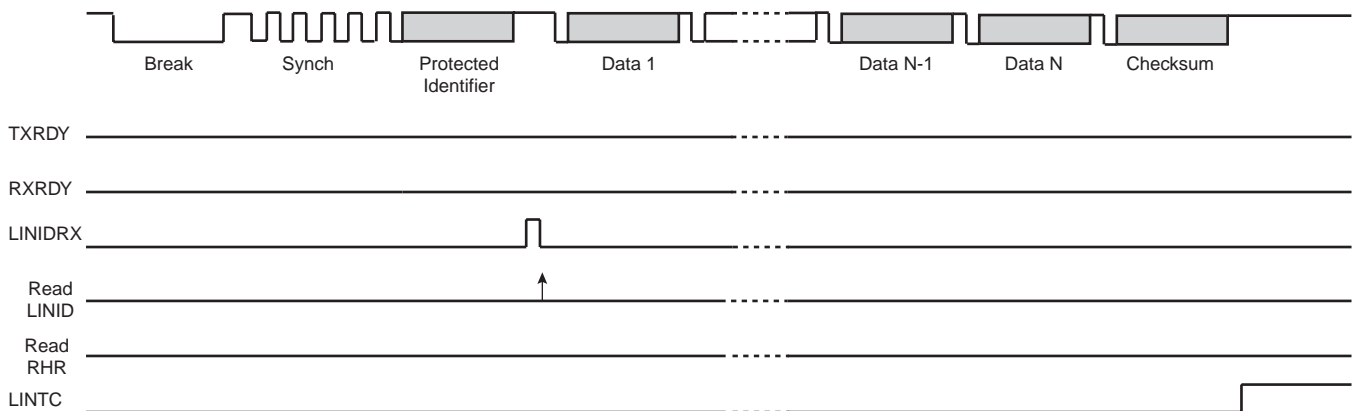 Break
Synch
Protected
Identifier
Data 1
Data N-1
Data N
Checksum
TXRDY
RXRDY
LINIDRX
Read
LINID
Read
RHR
LINTC